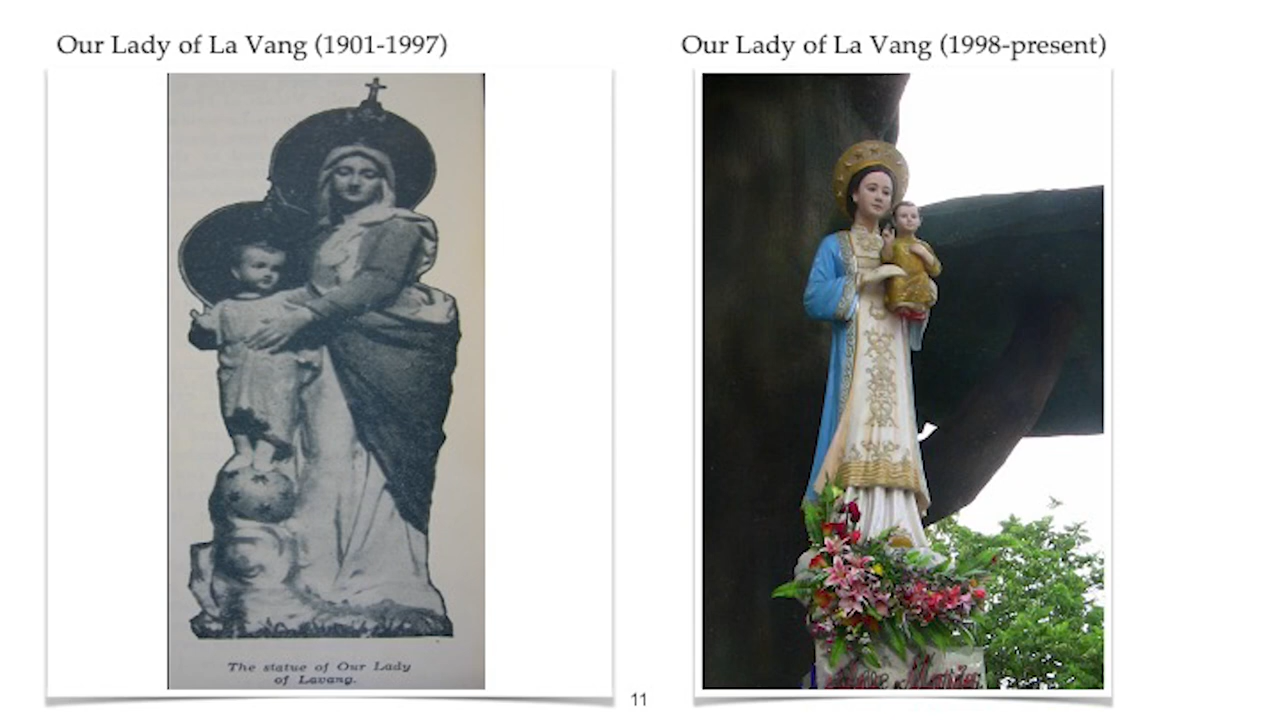 Our Lady of La Vang (1901-1997)
Our Lady of La Vang (1998-present)
The statue of Our Lady
of Lavang.
11